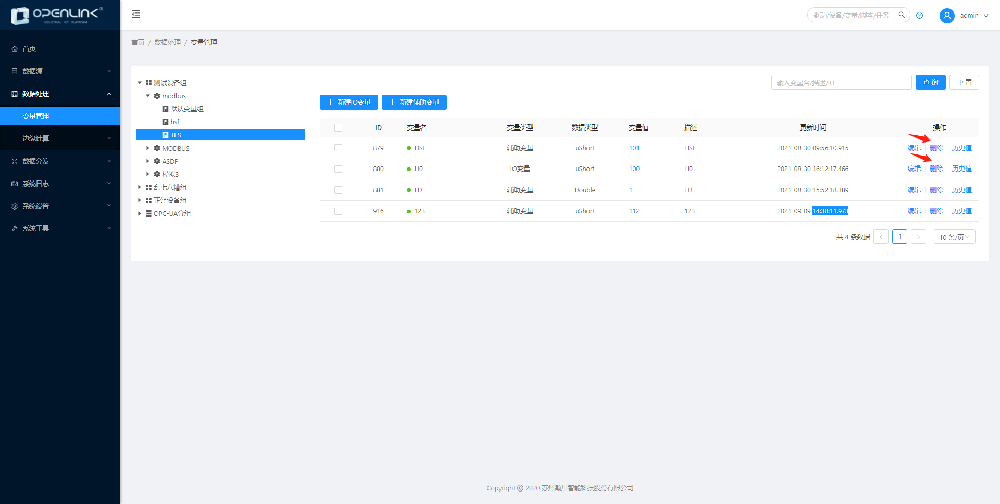 OPENLINK®
INDUSTRIAL IOT PLATFORM
驱动/设备/变量/脚本/任务
admin
首页
数据源
数据处理
变量管理
边缘计算
数据分发
系统日志
系统设置
系统工具
首页 / 数据处理 / 变量管理
测试设备组
modbus
默认变量组
hsf
TES
MODBUS
ASDF
模拟3
乱七八糟组
正经设备组
OPC-UA分组
输入变量名/描述/ID
查 询
重 置
+ 新建IO变量
+ 新建辅助变量
ID 变量名 变量类型 数据类型 变量值 描述 更新时间 操作
879 HSF 辅助变量 uShort 101 HSF 2021-08-30 09:56:10.915 编辑 删除 历史值
880 H0 IO变量 uShort 100 H0 2021-08-30 16:12:17.466 编辑 删除 历史值
881 FD 辅助变量 Double 1 FD 2021-08-30 15:52:18.389 编辑 删除 历史值
916 123 辅助变量 uShort 112 123 2021-09-09 14:38:11.973 编辑 删除 历史值
共 4 条数据 < 1 > 10 条/页
Copyright © 2020 苏州瀚川智能科技股份有限公司